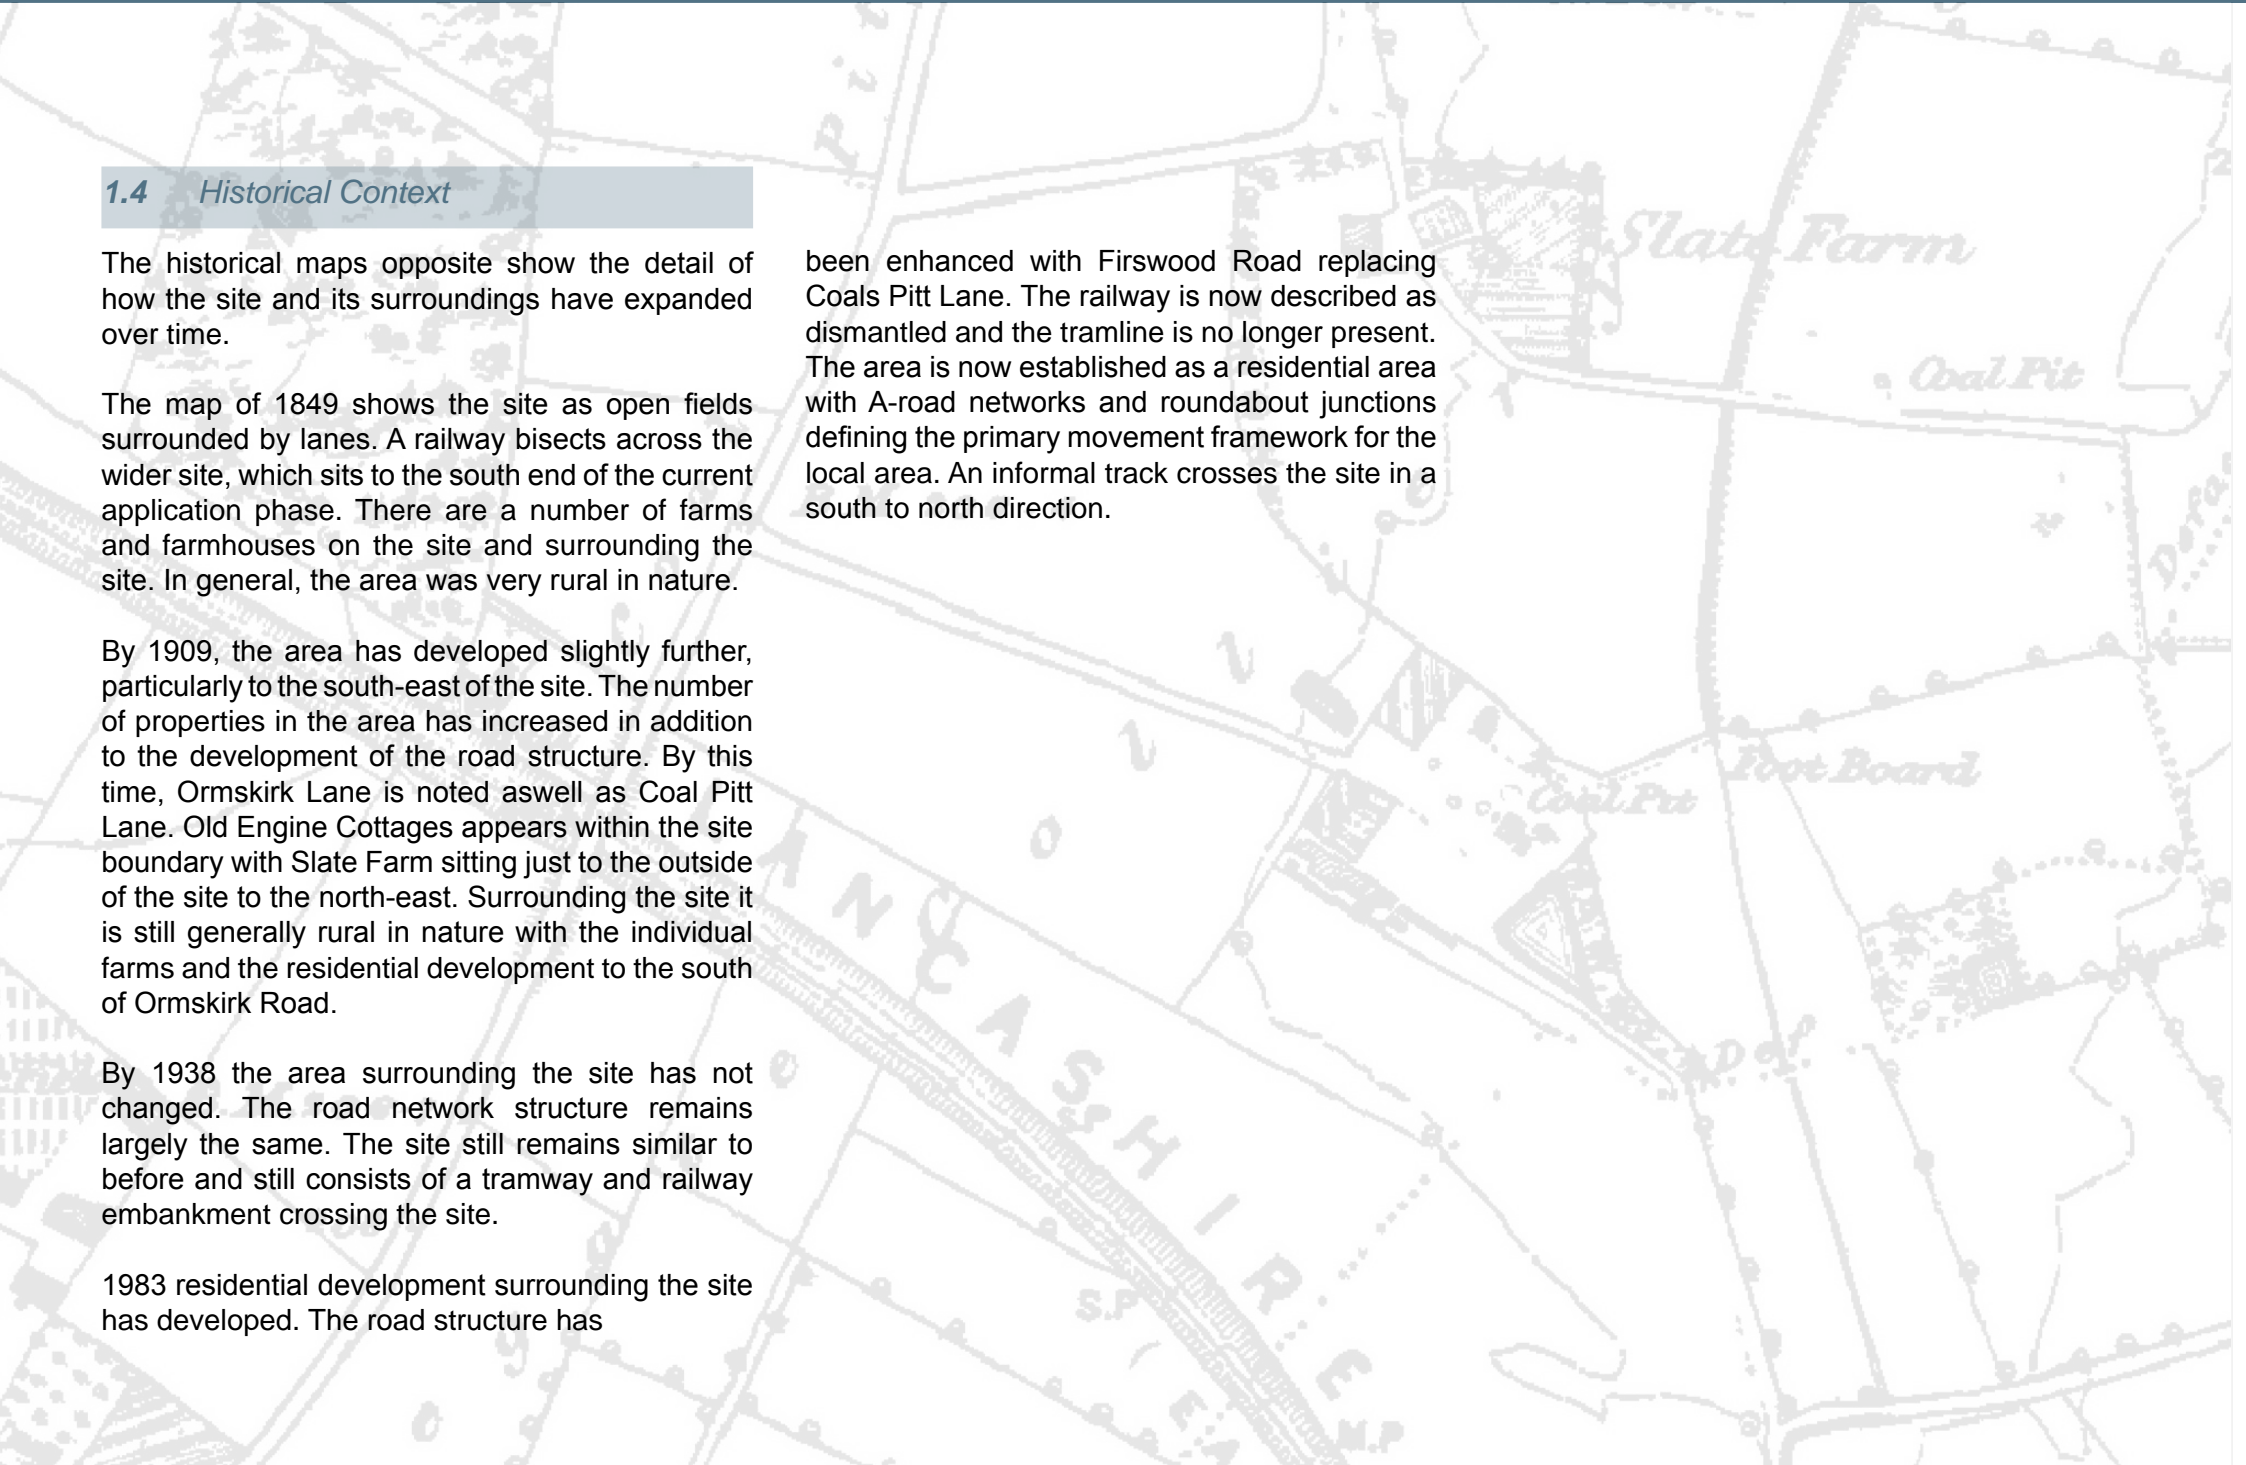 1.4 Historical Context
The historical maps opposite show the detail of
how the site and its surroundings have expanded
over time.
The map of 1849 shows the site as open fields
surrounded by lanes. A railway bisects across the
wider site, which sits to the south end of the current
application phase. There are a number of farms
and farmhouses on the site and surrounding the
site. In general, the area was very rural in nature.
By 1909, the area has developed slightly further,
particularly to the south-east of the site. The number
of properties in the area has increased in addition
to the development of the road structure. By this
time, Ormskirk Lane is noted aswell as Coal Pitt
Lane. Old Engine Cottages appears within the site
boundary with Slate Farm sitting just to the outside
of the site to the north-east. Surrounding the site it
is still generally rural in nature with the individual
farms and the residential development to the south
of Ormskirk Road.
By 1938 the area surrounding the site has not
changed. The road network structure remains
largely the same. The site still remains similar to
before and still consists of a tramway and railway
embankment crossing the site.
1983 residential development surrounding the site
has developed. The road structure has
been enhanced with Firswood Road replacing
Coals Pitt Lane. The railway is now described as
dismantled and the tramline is no longer present.
The area is now established as a residential area
with A-road networks and roundabout junctions
defining the primary movement framework for the
local area. An informal track crosses the site in a
south to north direction.
Slate Farm
Coal Pit
Foot Board
Coal Pit
LANCASHIRE
S.P
S.P
M.P